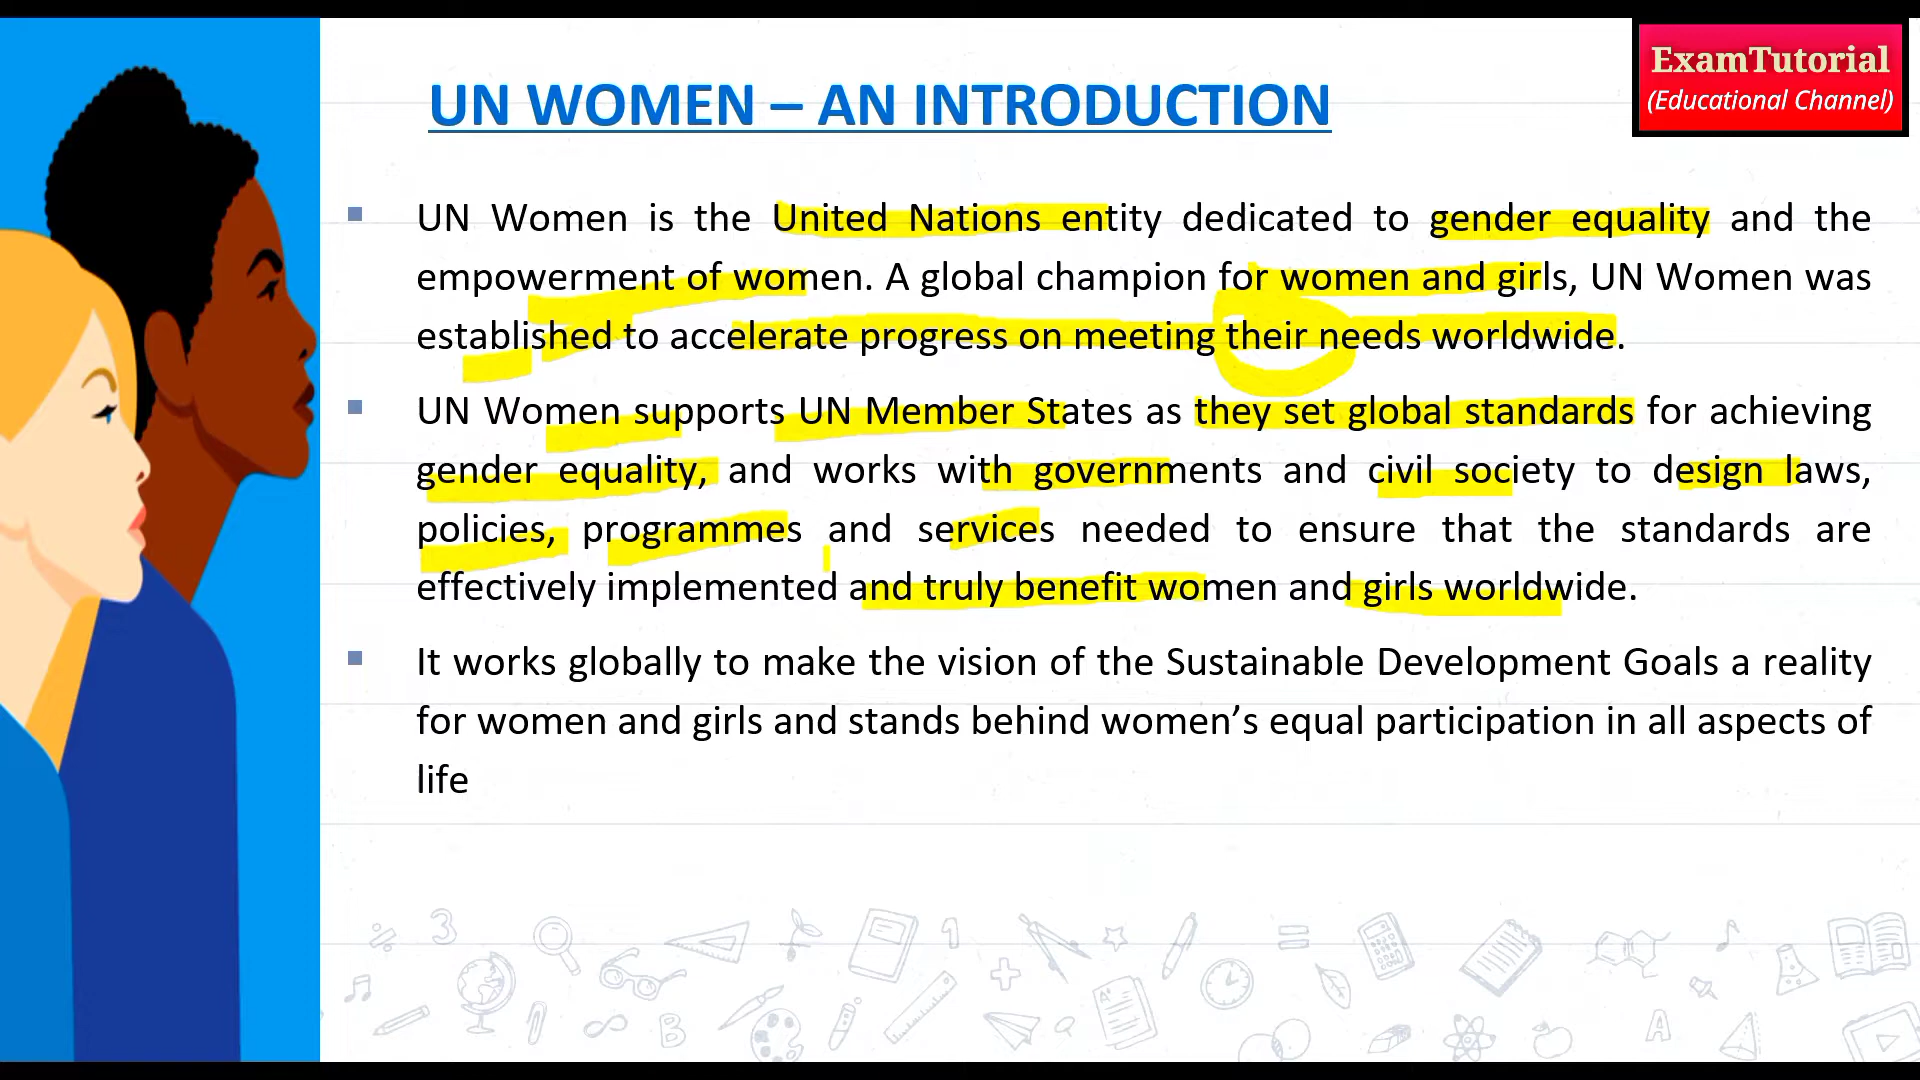 UN WOMEN – AN INTRODUCTION
ExamTutorial
(Educational Channel)
UN Women is the United Nations entity dedicated to gender equality and the
empowerment of women. A global champion for women and girls, UN Women was
established to accelerate progress on meeting their needs worldwide.
UN Women supports UN Member States as they set global standards for achieving
gender equality, and works with governments and civil society to design laws,
policies, programmes and services needed to ensure that the standards are
effectively implemented and truly benefit women and girls worldwide.
It works globally to make the vision of the Sustainable Development Goals a reality
for women and girls and stands behind women’s equal participation in all aspects of
life